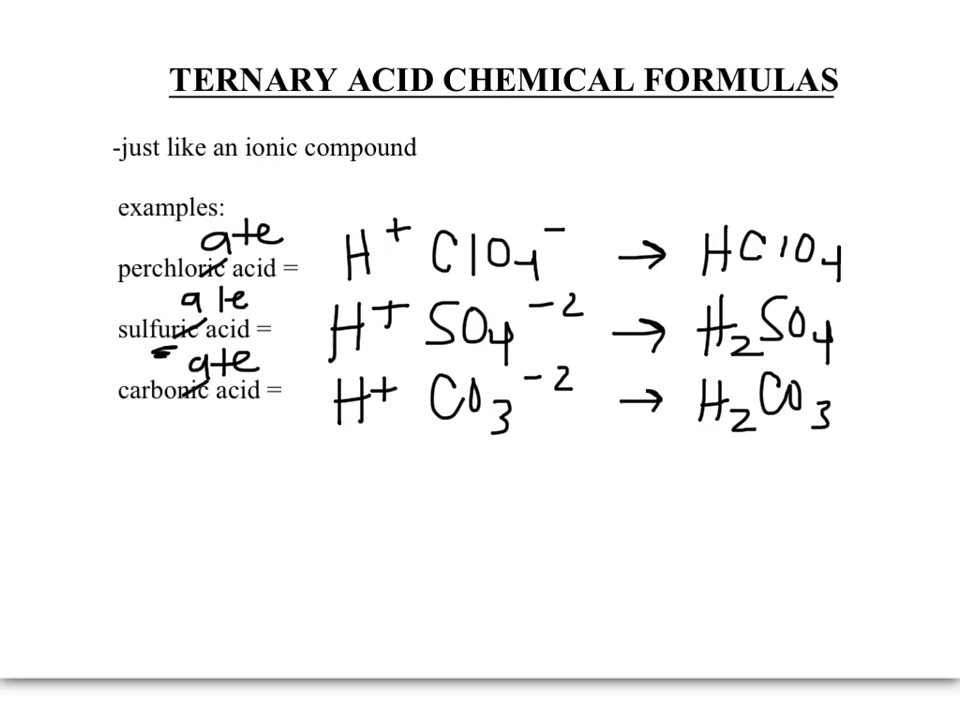 TERNARY ACID CHEMICAL FORMULAS
-just like an ionic compound
examples:
ate
perchloric acid = H+ ClO4- → HClO4
ate
sulfuric acid = H+ SO4-2 → H2SO4
ate
carbonic acid = H+ CO3-2 → H2CO3